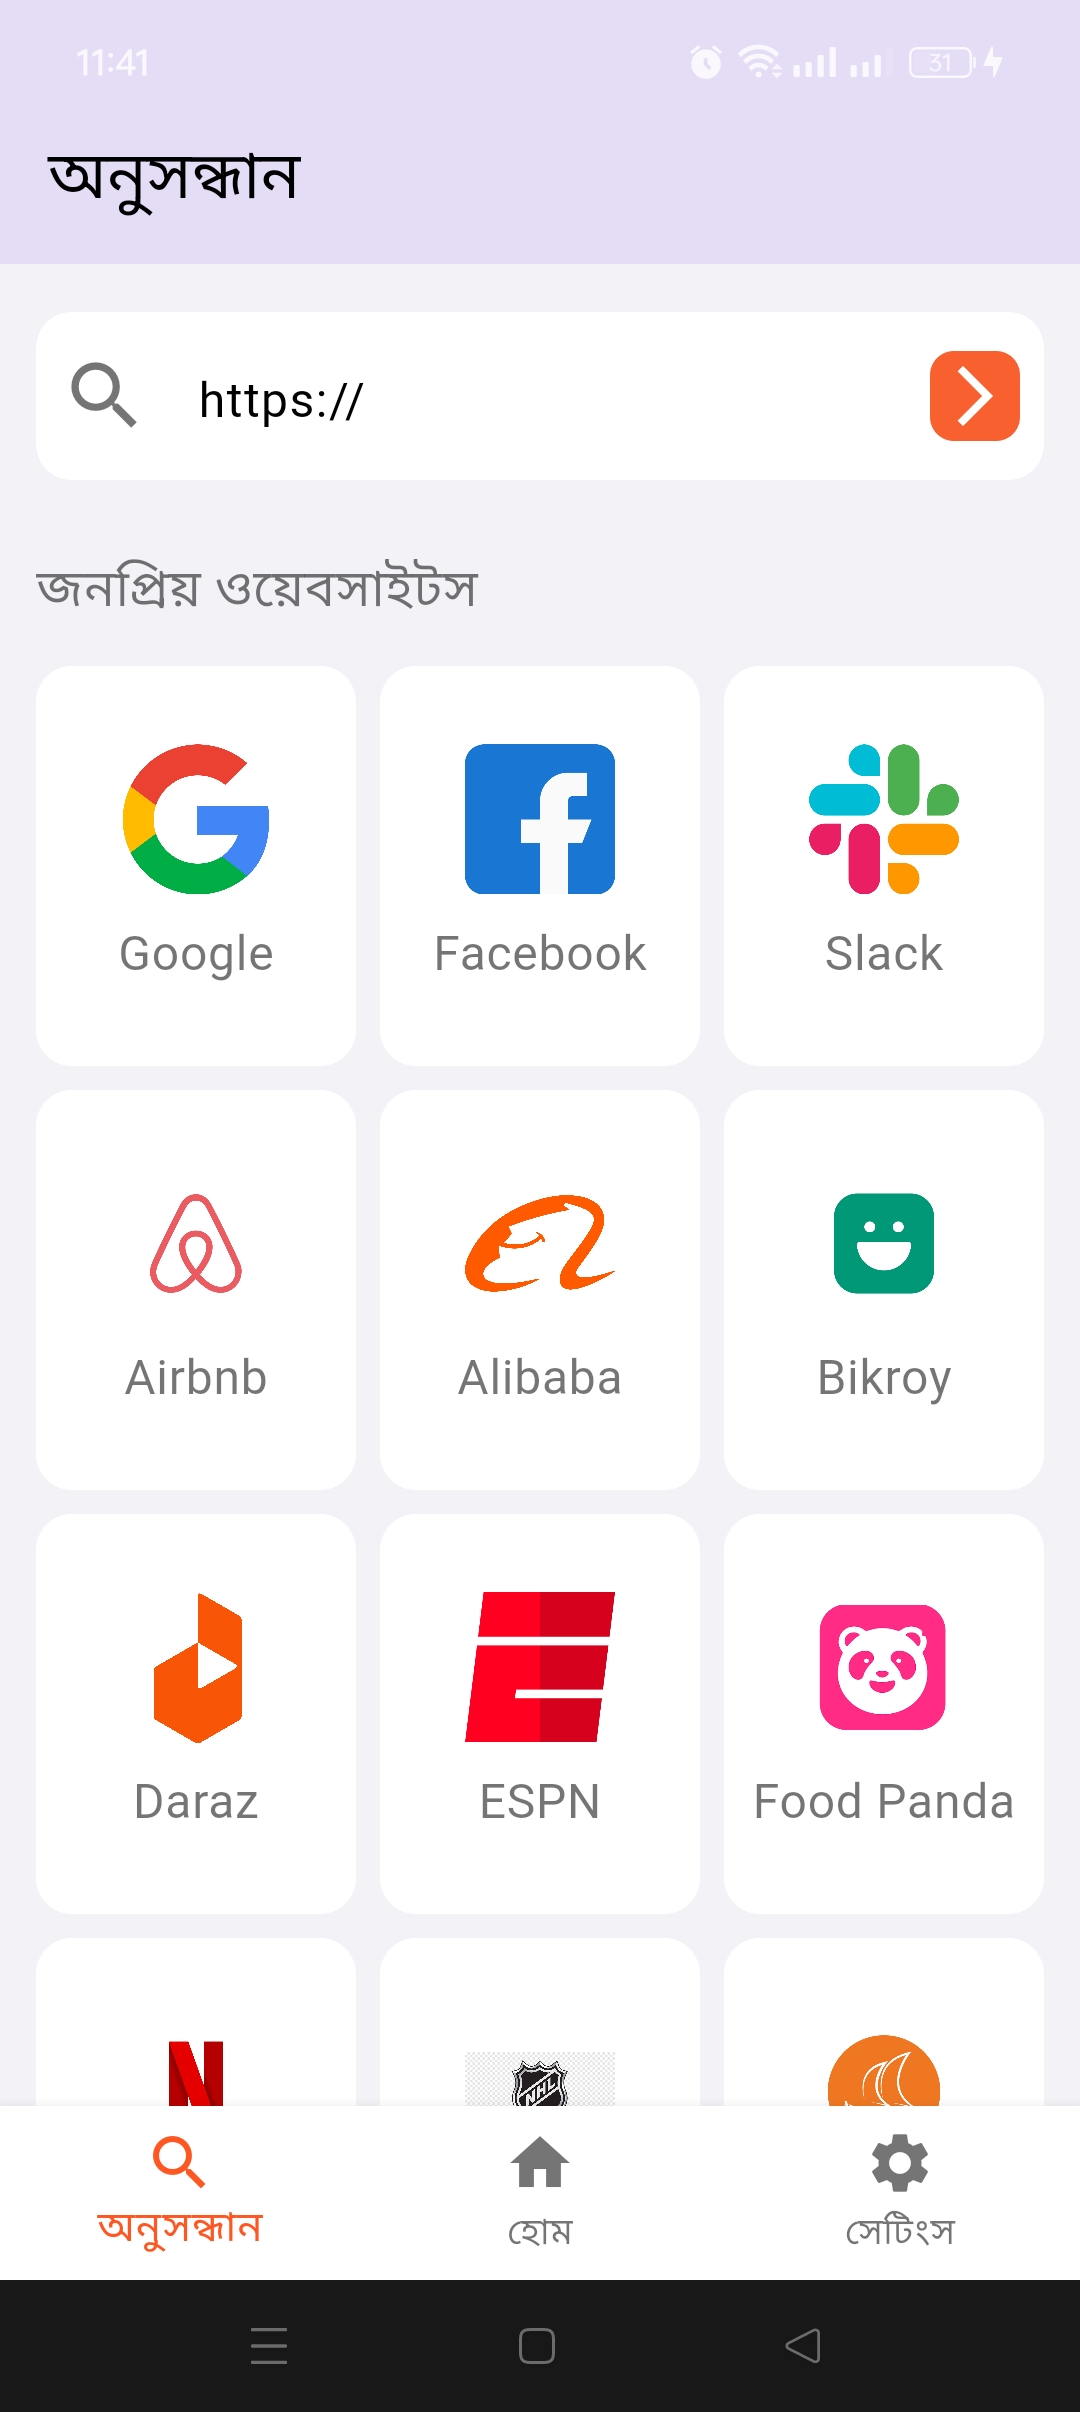 11:41
31
অনুসন্ধান
https://
জনপ্রিয় ওয়েবসাইটস
Google
Facebook
Slack
Airbnb
Alibaba
Bikroy
Daraz
ESPN
Food Panda
NHL
অনুসন্ধান
হোম
সেটিংস